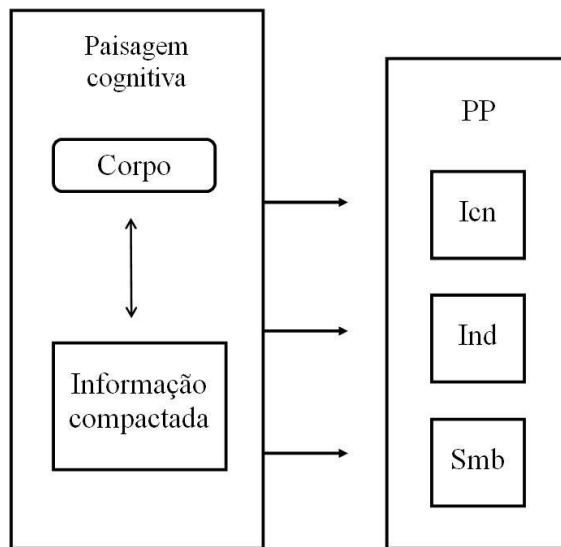 Paisagem
cognitiva
Corpo
Informação
compactada
PP
Icn
Ind
Smb